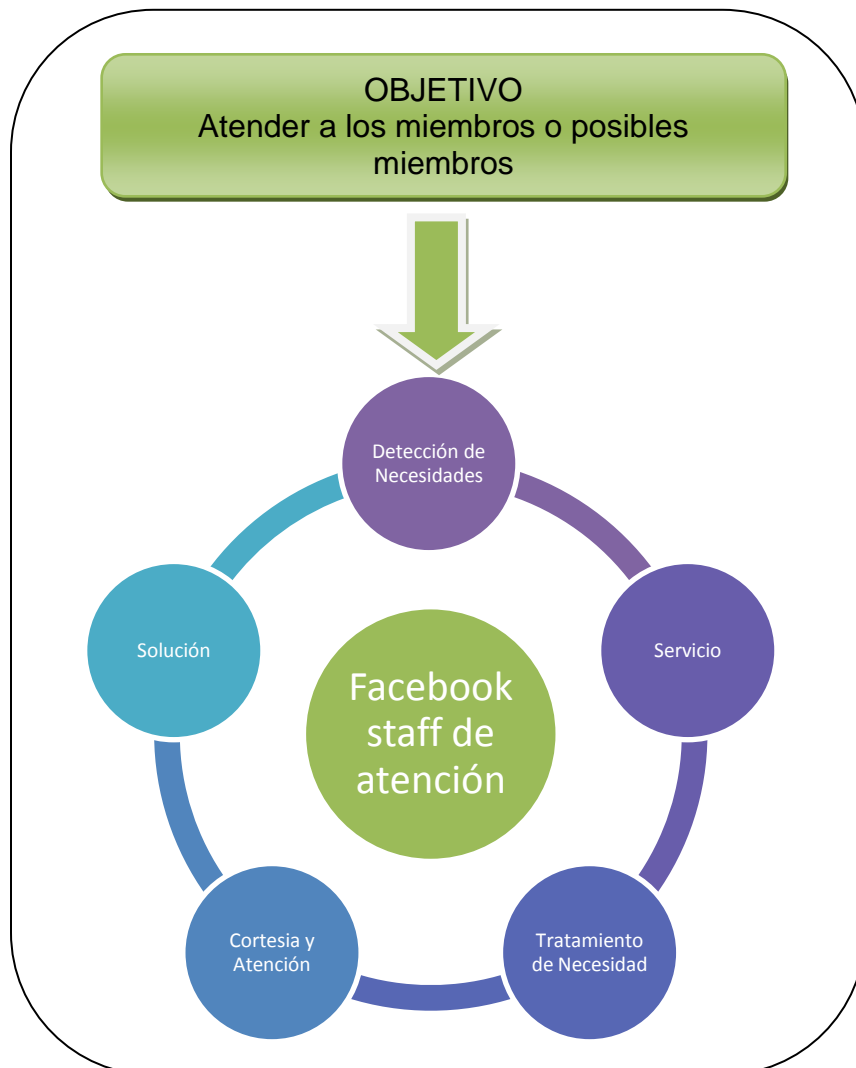 OBJETIVO
Atender a los miembros o posibles
miembros
Detección de
Necesidades
Servicio
Tratamiento
de Necesidad
Cortesia y
Atención
Solución
Facebook
staff de
atención